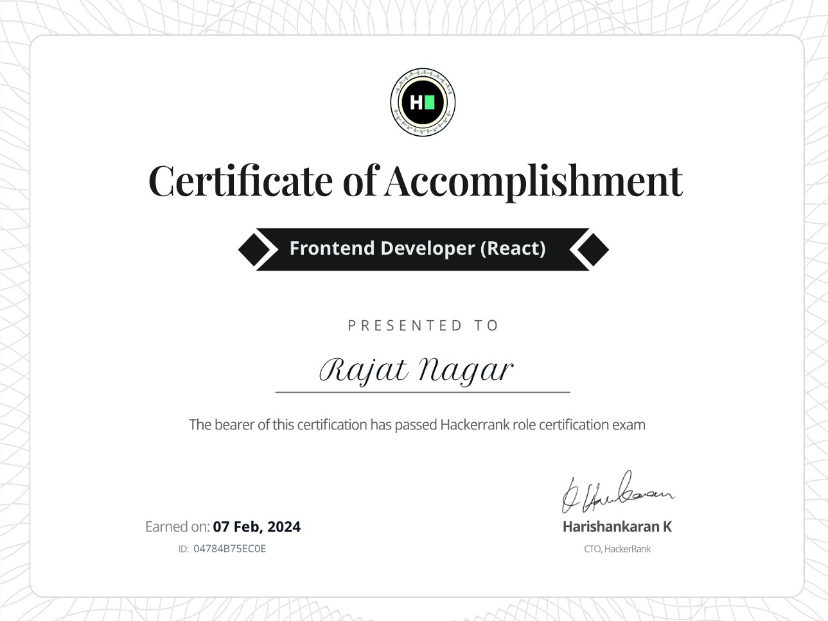 H
Certificate of Accomplishment
Frontend Developer (React)
PRESENTED TO
Rajat Nagar
The bearer of this certification has passed Hackerrank role certification exam
Earned on: 07 Feb, 2024
ID: 04784B75EC0E
Harishankaran K
CTO, HackerRank